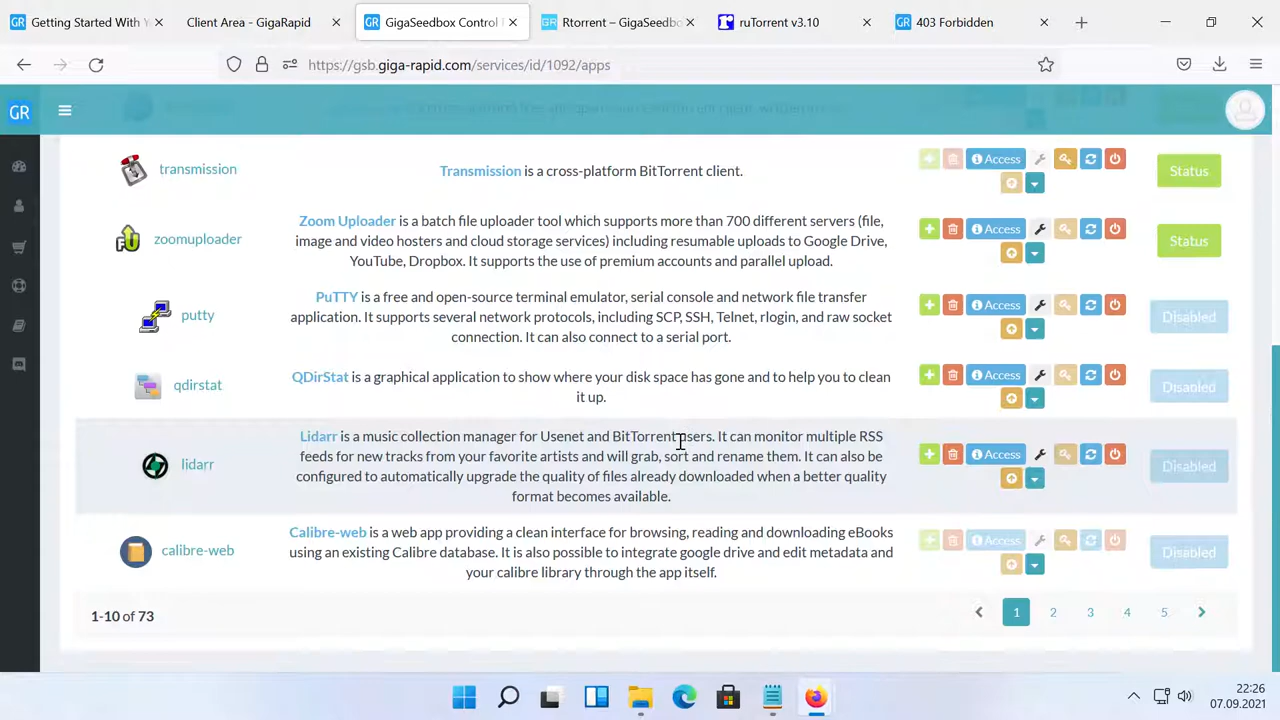 Getting Started With Y
Client Area - GigaRapid
GigaSeedbox Control
Rtorrent – GigaSeedbo
ruTorrent v3.10
403 Forbidden
https://gsb.giga-rapid.com/services/id/1092/apps
GR
transmission
Transmission is a cross-platform BitTorrent client.
Access
Status
zoomuploader
Zoom Uploader is a batch file uploader tool which supports more than 700 different servers (file,
image and video hosters and cloud storage services) including resumable uploads to Google Drive,
YouTube, Dropbox. It supports the use of premium accounts and parallel upload.
Access
Status
putty
PuTTY is a free and open-source terminal emulator, serial console and network file transfer
application. It supports several network protocols, including SCP, SSH, Telnet, rlogin, and raw socket
connection. It can also connect to a serial port.
Access
Disabled
qdirstat
QDirStat is a graphical application to show where your disk space has gone and to help you to clean
it up.
Access
Disabled
lidarr
Lidarr is a music collection manager for Usenet and BitTorrent users. It can monitor multiple RSS
feeds for new tracks from your favorite artists and will grab, sort and rename them. It can also be
configured to automatically upgrade the quality of files already downloaded when a better quality
format becomes available.
Access
Disabled
calibre-web
Calibre-web is a web app providing a clean interface for browsing, reading and downloading eBooks
using an existing Calibre database. It is also possible to integrate google drive and edit metadata and
your calibre library through the app itself.
Access
Disabled
1-10 of 73
1 2 3 4 5
22:26
07.09.2021